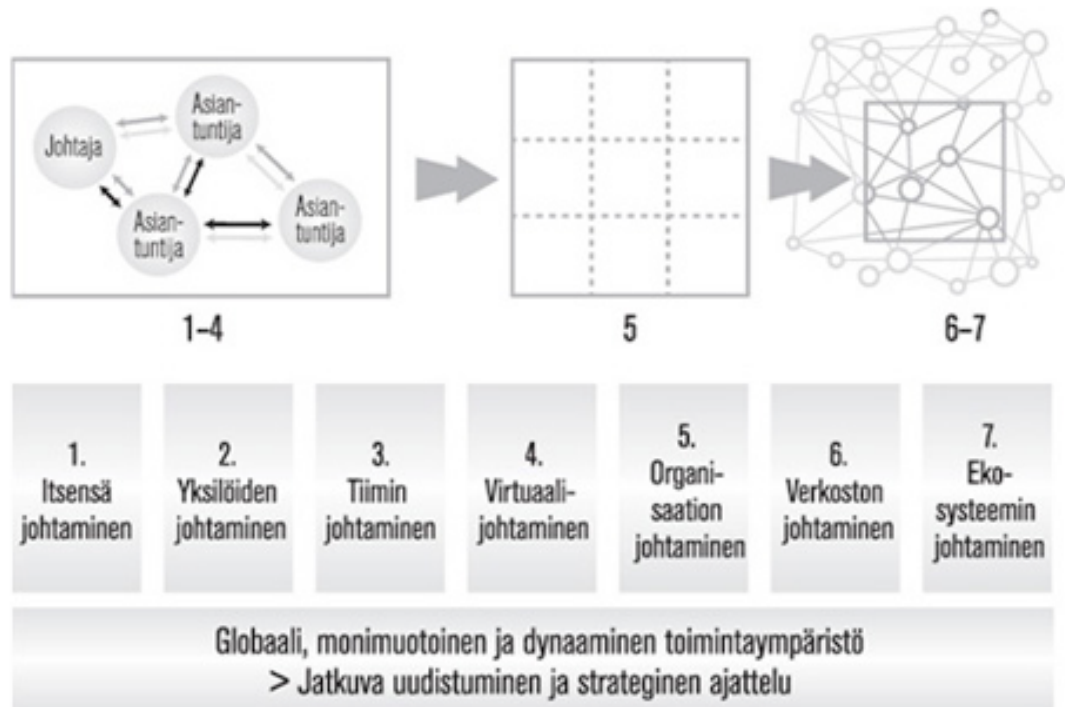 Johtaja
Asian-
tuntija
Asian-
tuntija
Asian-
tuntija
1–4
5
6–7
1.
Itsensä
johtaminen
2.
Yksilöiden
johtaminen
3.
Tiimin
johtaminen
4.
Virtuaali-
johtaminen
5.
Organi-
saation
johtaminen
6.
Verkoston
johtaminen
7.
Eko-
systeemin
johtaminen
Globaali, monimuotoinen ja dynaaminen toimintaympäristö
> Jatkuva uudistuminen ja strateginen ajattelu